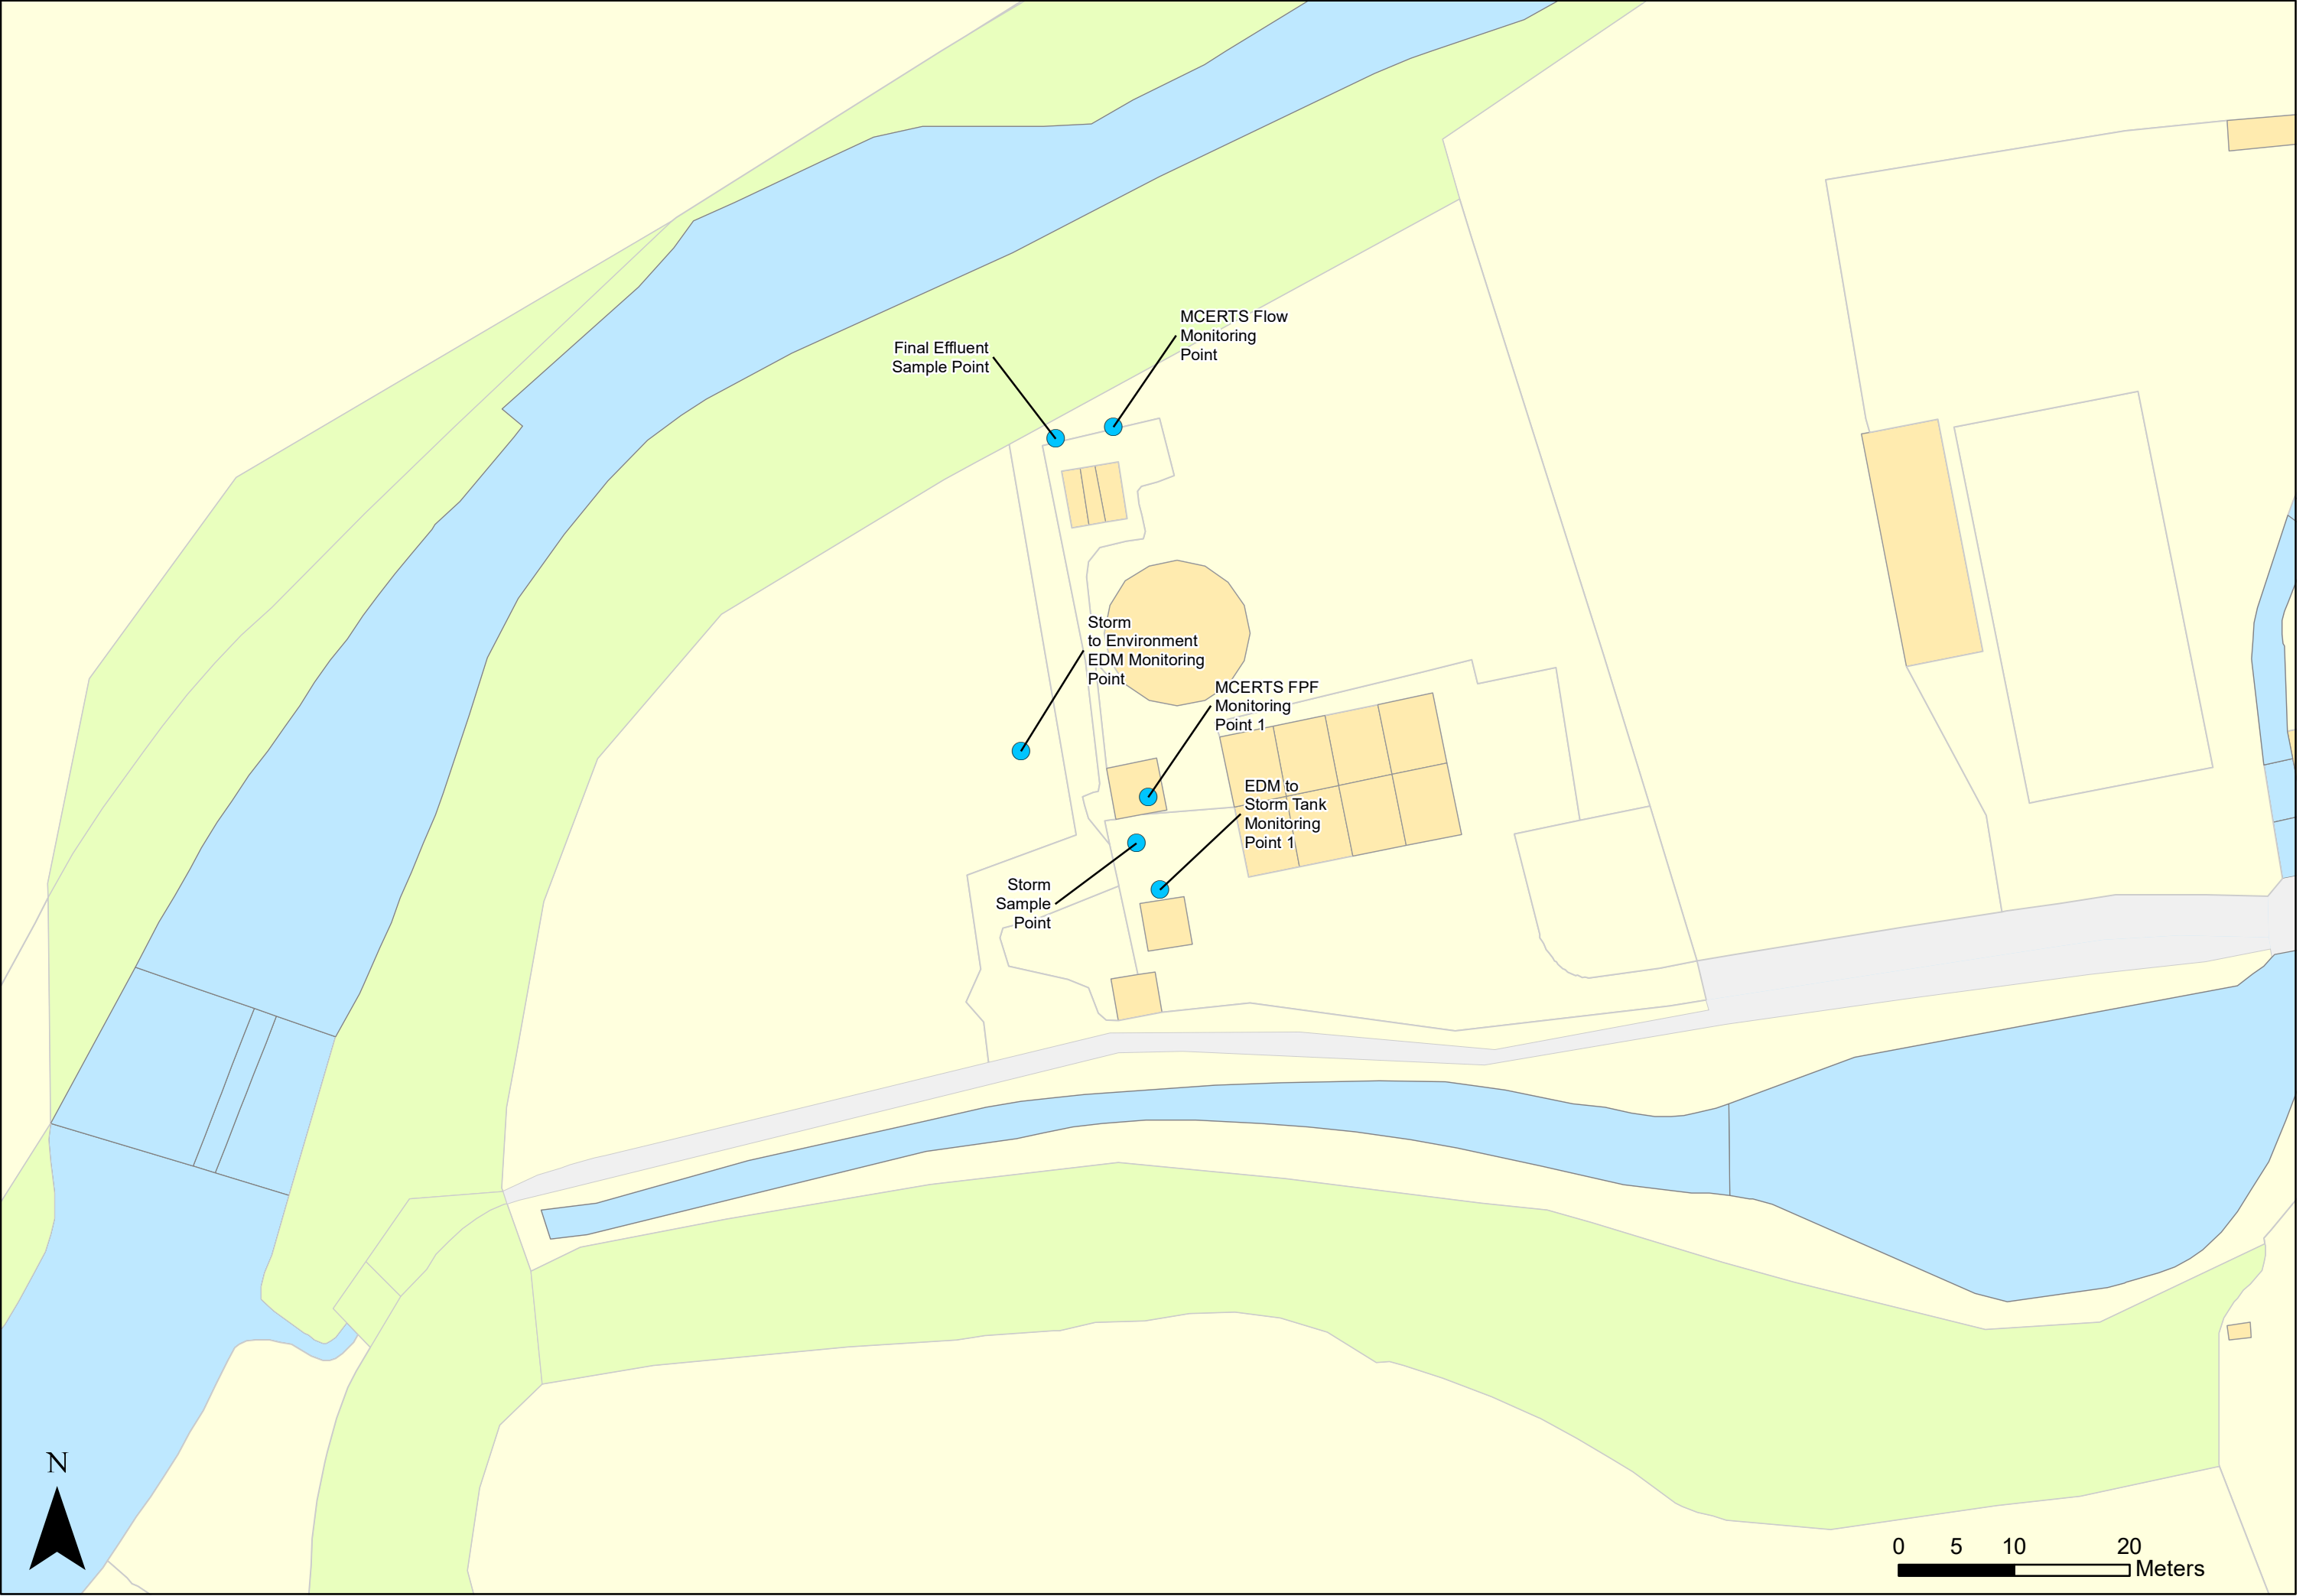 MCERTS Flow
Monitoring
Point
Final Effluent
Sample Point
Storm
to Environment
EDM Monitoring
Point
MCERTS FPF
Monitoring
Point 1
EDM to
Storm Tank
Monitoring
Point 1
Storm
Sample
Point
N
0 5 10 20
Meters